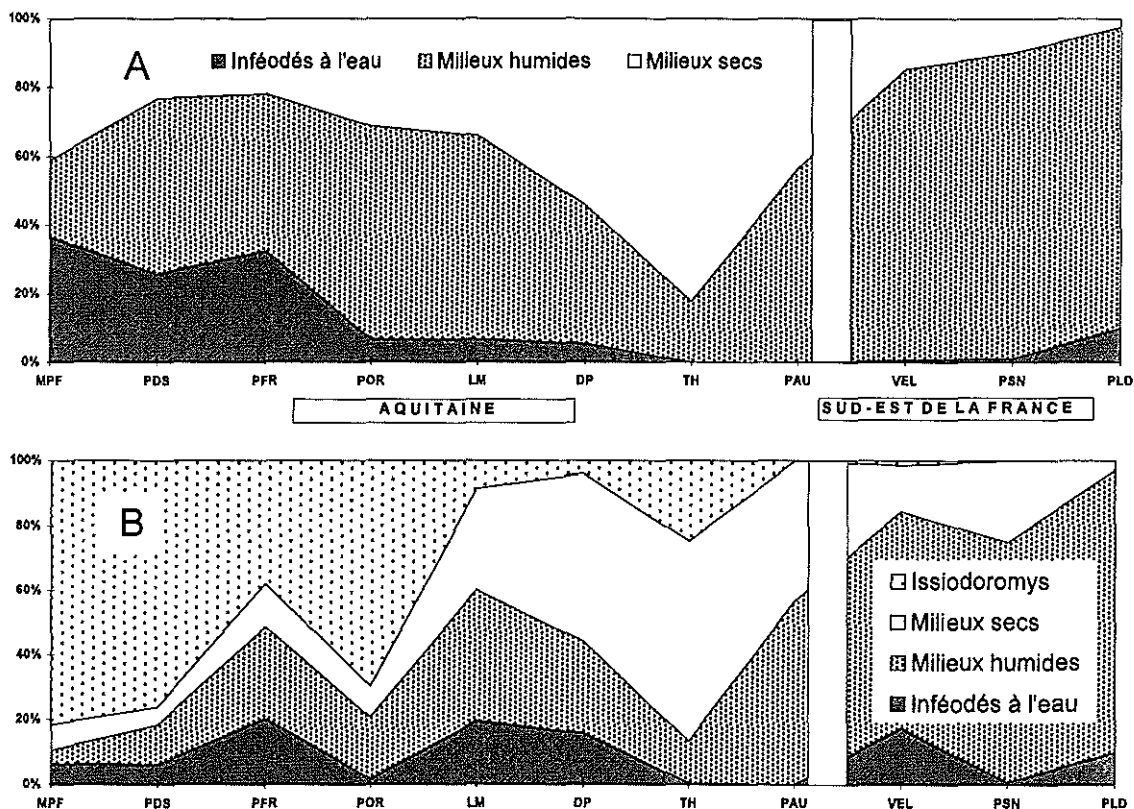 100%
80%
60%
40%
20%
0%
A
Inféodés à l'eau
Milieux humides
Milieux secs
MPF PDS PFR POR LM DP TH PAU VEL PSN PLD
AQUITAINE
SUD-EST DE LA FRANCE
100%
80%
60%
40%
20%
0%
B
Issiodoromys
Milieux secs
Milieux humides
Inféodés à l'eau
MPF PDS PFR POR LM DP TH PAU VEL PSN PLD